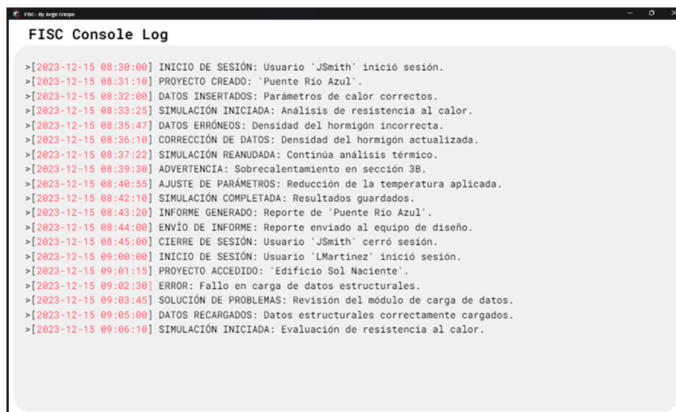 FISC - By Jorge Crespo
FISC Console Log
>[2023-12-15 08:30:00] INICIO DE SESIÓN: Usuario 'JSmith' inició sesión.
>[2023-12-15 08:31:10] PROYECTO CREADO: 'Puente Río Azul'.
>[2023-12-15 08:32:00] DATOS INSERTADOS: Parámetros de calor correctos.
>[2023-12-15 08:33:25] SIMULACIÓN INICIADA: Análisis de resistencia al calor.
>[2023-12-15 08:35:47] DATOS ERRÓNEOS: Densidad del hormigón incorrecta.
>[2023-12-15 08:36:10] CORRECCIÓN DE DATOS: Densidad del hormigón actualizada.
>[2023-12-15 08:37:22] SIMULACIÓN REANUDADA: Continúa análisis térmico.
>[2023-12-15 08:39:30] ADVERTENCIA: Sobrecalentamiento en sección 3B.
>[2023-12-15 08:40:55] AJUSTE DE PARÁMETROS: Reducción de la temperatura aplicada.
>[2023-12-15 08:42:10] SIMULACIÓN COMPLETADA: Resultados guardados.
>[2023-12-15 08:43:20] INFORME GENERADO: Reporte de 'Puente Río Azul'.
>[2023-12-15 08:44:00] ENVÍO DE INFORME: Reporte enviado al equipo de diseño.
>[2023-12-15 08:45:00] CIERRE DE SESIÓN: Usuario 'JSmith' cerró sesión.
>[2023-12-15 09:00:00] INICIO DE SESIÓN: Usuario 'LMartinez' inició sesión.
>[2023-12-15 09:01:15] PROYECTO ACCEDIDO: 'Edificio Sol Naciente'.
>[2023-12-15 09:02:30] ERROR: Fallo en carga de datos estructurales.
>[2023-12-15 09:03:45] SOLUCIÓN DE PROBLEMAS: Revisión del módulo de carga de datos.
>[2023-12-15 09:05:00] DATOS RECARGADOS: Datos estructurales correctamente cargados.
>[2023-12-15 09:06:10] SIMULACIÓN INICIADA: Evaluación de resistencia al calor.